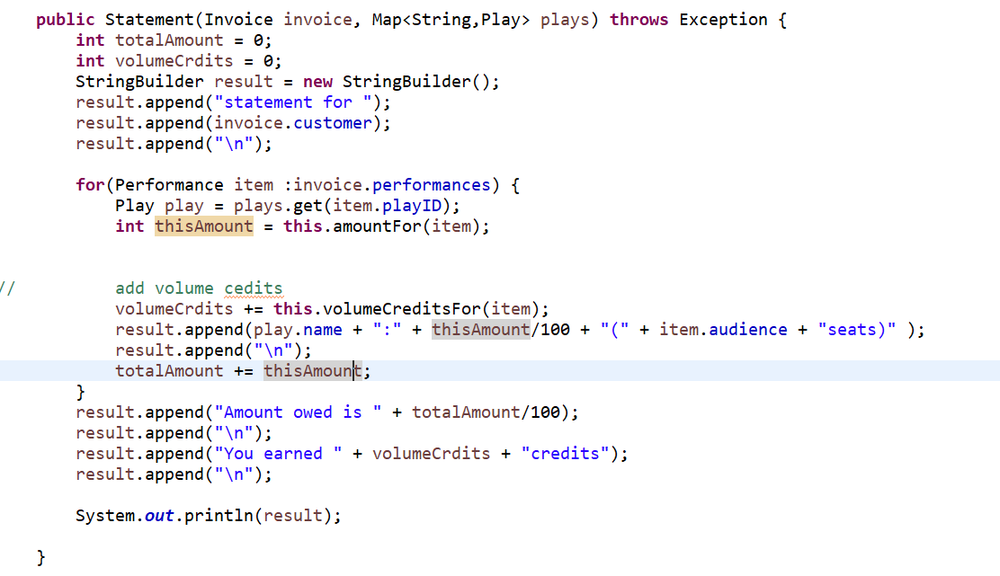 public Statement(Invoice invoice, Map<String,Play> plays) throws Exception {
int totalAmount = 0;
int volumeCrdits = 0;
StringBuilder result = new StringBuilder();
result.append("statement for ");
result.append(invoice.customer);
result.append("\n");
for(Performance item :invoice.performances) {
Play play = plays.get(item.playID);
int thisAmount = this.amountFor(item);
// add volume cedits
volumeCrdits += this.volumeCreditsFor(item);
result.append(play.name + ":" + thisAmount/100 + "(" + item.audience + "seats)" );
result.append("\n");
totalAmount += thisAmount;
}
result.append("Amount owed is " + totalAmount/100);
result.append("\n");
result.append("You earned " + volumeCrdits + "credits");
result.append("\n");
System.out.println(result);
}